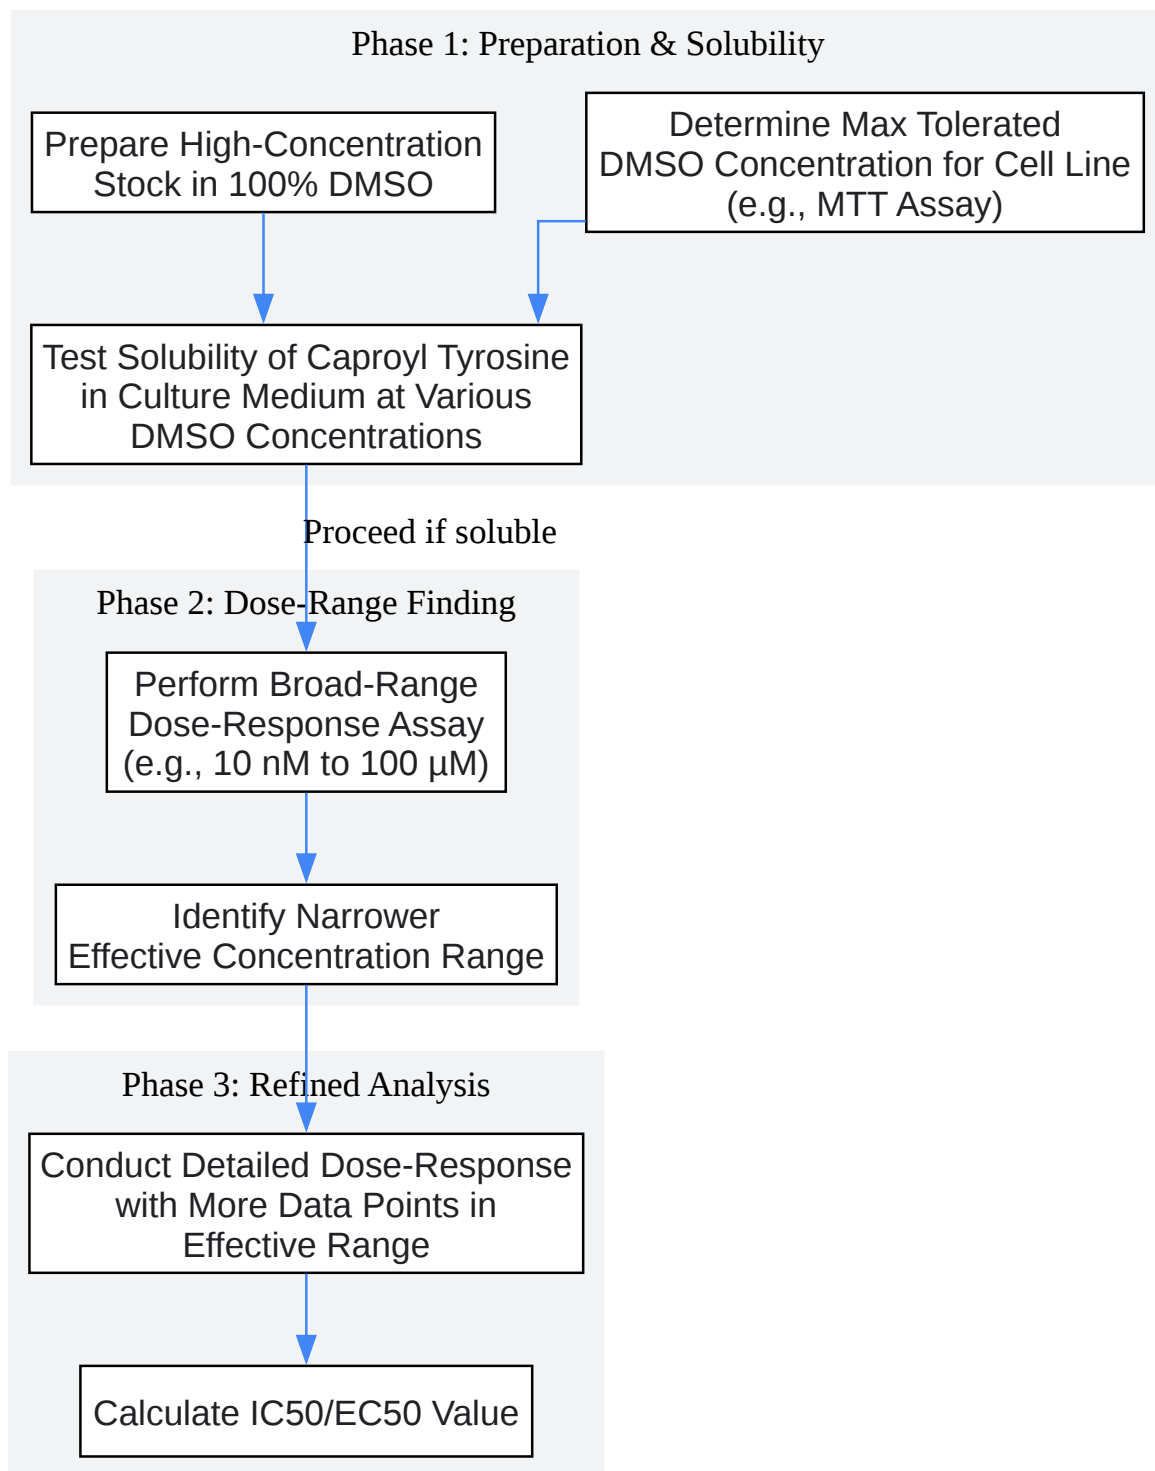 Phase 1: Preparation & Solubility
Prepare High-Concentration
Stock in 100% DMSO
Determine Max Tolerated
DMSO Concentration for Cell Line
(e.g., MTT Assay)
Test Solubility of Caproyl Tyrosine
in Culture Medium at Various
DMSO Concentrations
Proceed if soluble
Phase 2: Dose-Range Finding
Perform Broad-Range
Dose-Response Assay
(e.g., 10 nM to 100 µM)
Identify Narrower
Effective Concentration Range
Phase 3: Refined Analysis
Conduct Detailed Dose-Response
with More Data Points in
Effective Range
Calculate IC50/EC50 Value